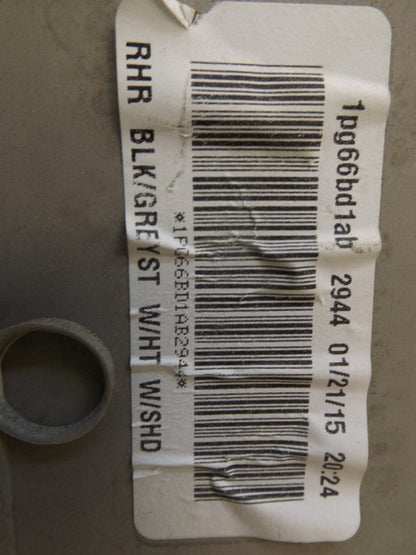 1pg66bd1ab 2944 01/21/15 20:24
*1PG66BD1AB2944*
RHR BLK/GREYST W/HT W/SHD